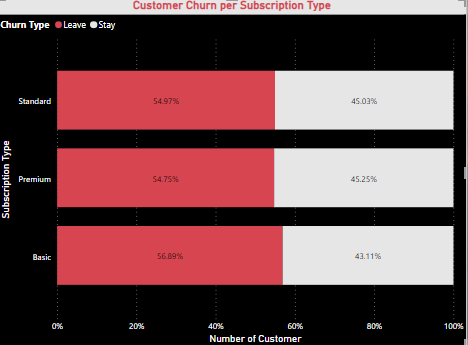 Customer Churn per Subscription Type
Churn Type Leave Stay
Subscription Type
Standard 54.97% 45.03%
Premium 54.75% 45.25%
Basic 56.89% 43.11%
0% 20% 40% 60% 80% 100%
Number of Customer